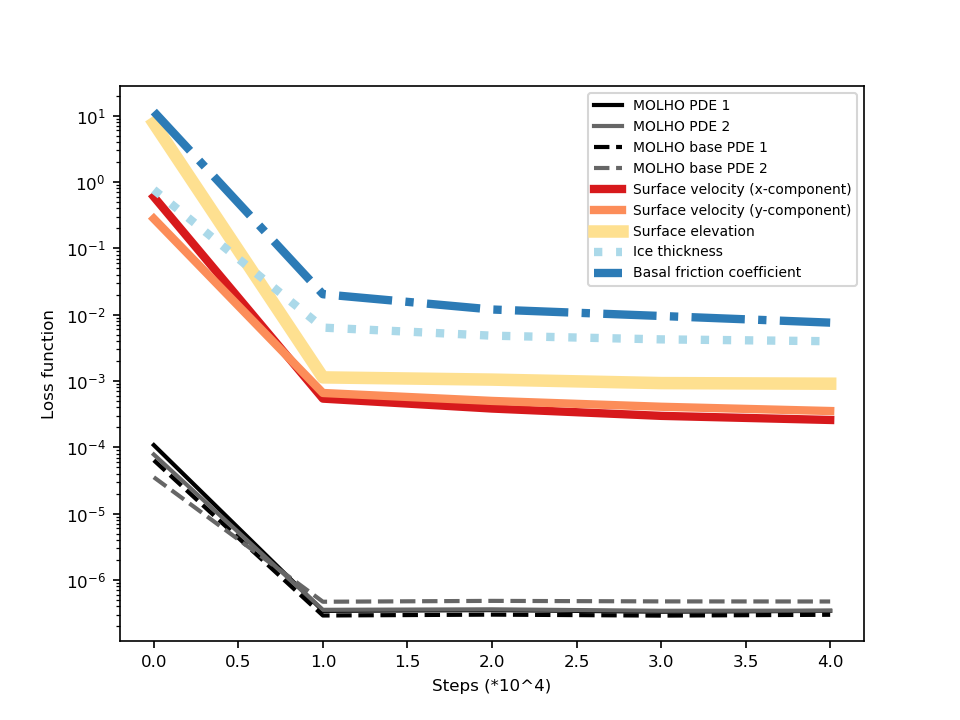 10^1
10^0
10^-1
10^-2
10^-3
10^-4
10^-5
10^-6
Loss function
MOLHO PDE 1
MOLHO PDE 2
MOLHO base PDE 1
MOLHO base PDE 2
Surface velocity (x-component)
Surface velocity (y-component)
Surface elevation
Ice thickness
Basal friction coefficient
0.0 0.5 1.0 1.5 2.0 2.5 3.0 3.5 4.0
Steps (*10^4)